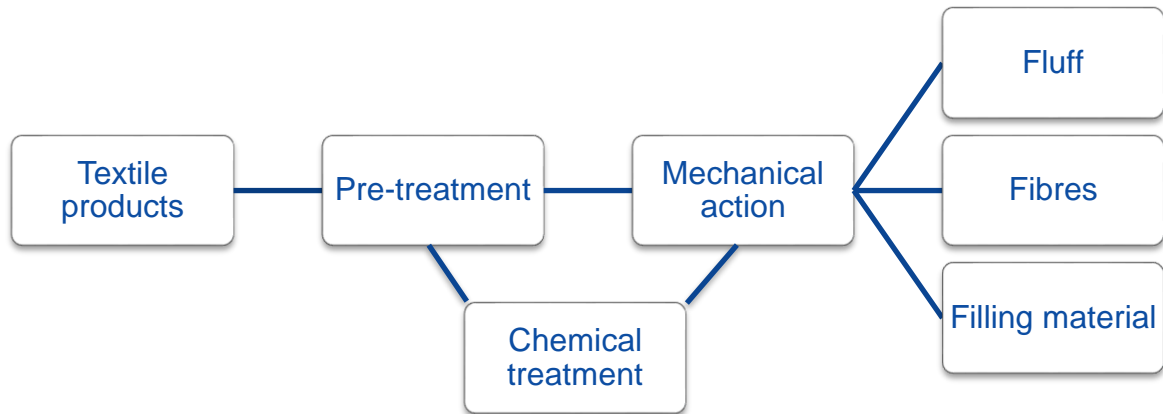 Textile
products
Pre-treatment
Mechanical
action
Chemical
treatment
Fluff
Fibres
Filling material